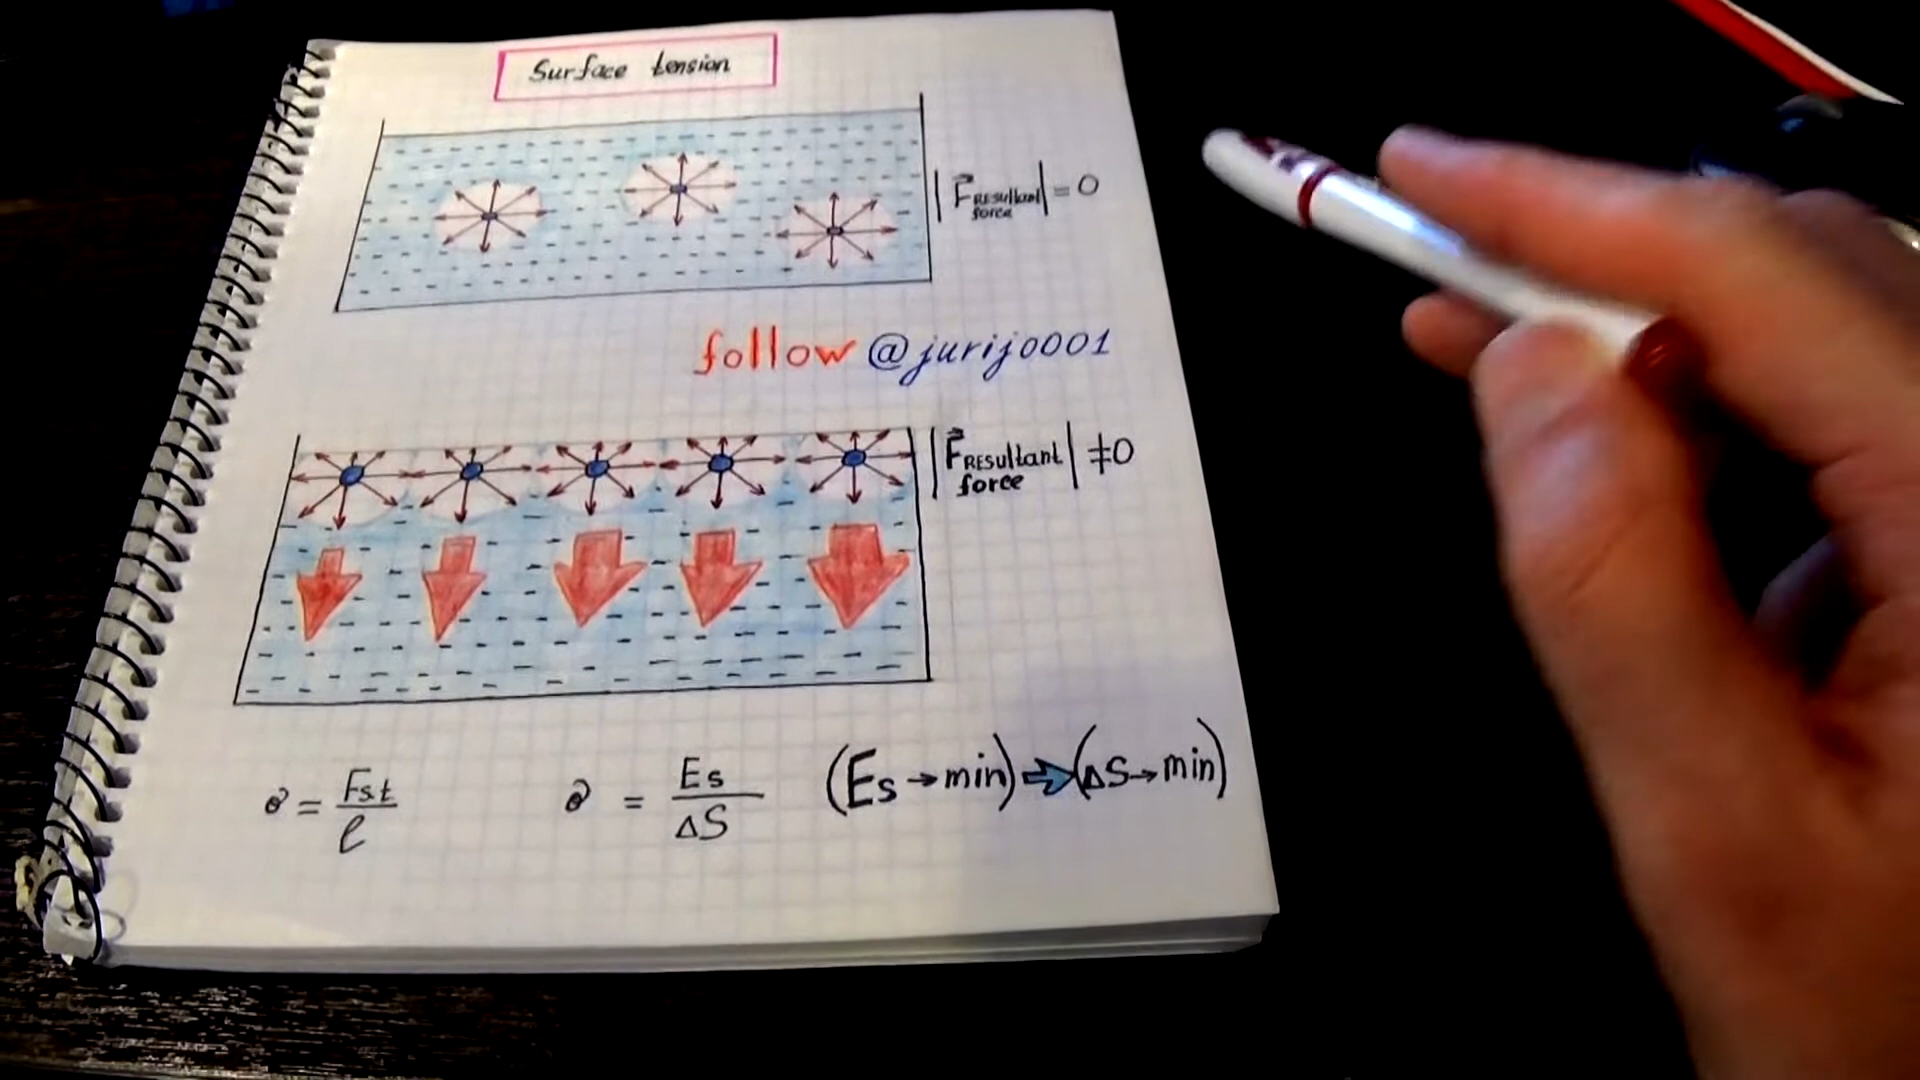 Surface tension
|F⃗ Resultant force| = 0
follow @jurij0001
|F⃗ Resultant force| ≠ 0
σ = Fst / ℓ
σ = Es / ΔS
(Es → min) ⇒ (ΔS → min)